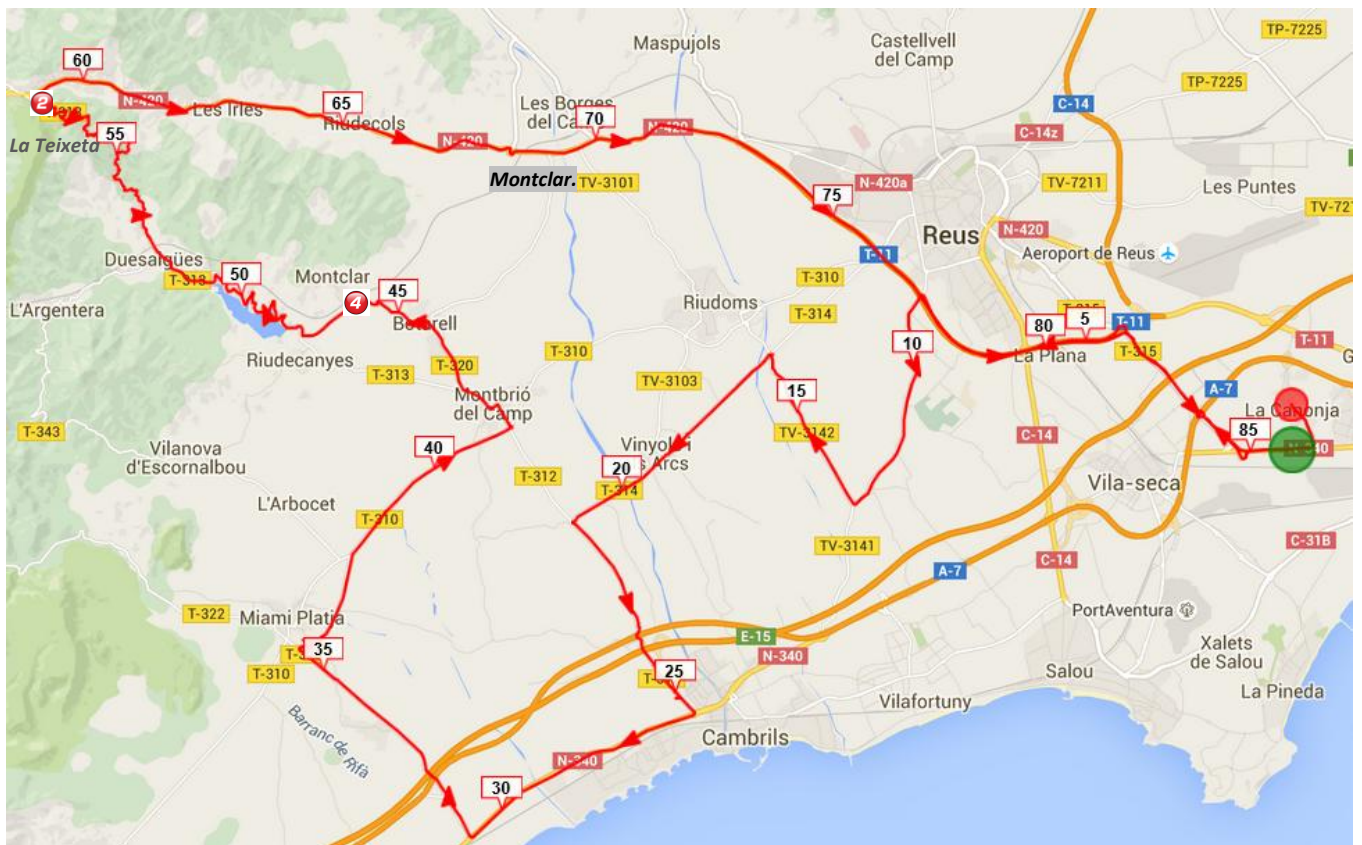 TP-7225
Castellvell
del Camp
Maspujols
60
TP-7225
2
N-420
Les Irles
65
Riudecols
Les Borges
del Camp
70
N-420
C-14
C-14z
55
La Teixeta
N-420
Montclar.
TV-3101
N-420a
TV-7211
Les Puntes
75
Reus
N-420
TV-72
Duesaigües
T-318
50
Montclar
4
45
T-11
T-310
Aeroport de Reus
L'Argentera
Botarell
Riudoms
T-314
80
5
T-11
T-315
La Plana
T-315
T-11
Riudecanyes
T-310
10
T-320
T-313
TV-3103
15
A-7
La Canonja
Montbrió
del Camp
T-343
Vilanova
d'Escornalbou
40
TV-3142
C-14
85
N-340
Vinyols i
els Arcs
20
T-314
T-312
Vila-seca
L'Arbocet
T-310
TV-3141
C-31B
C-14
A-7
T-322
Miami Platja
PortAventura
35
T-310
E-15
N-340
Xalets
de Salou
25
Salou
La Pineda
Vilafortuny
Barranc de Rifà
Cambrils
N-340
30